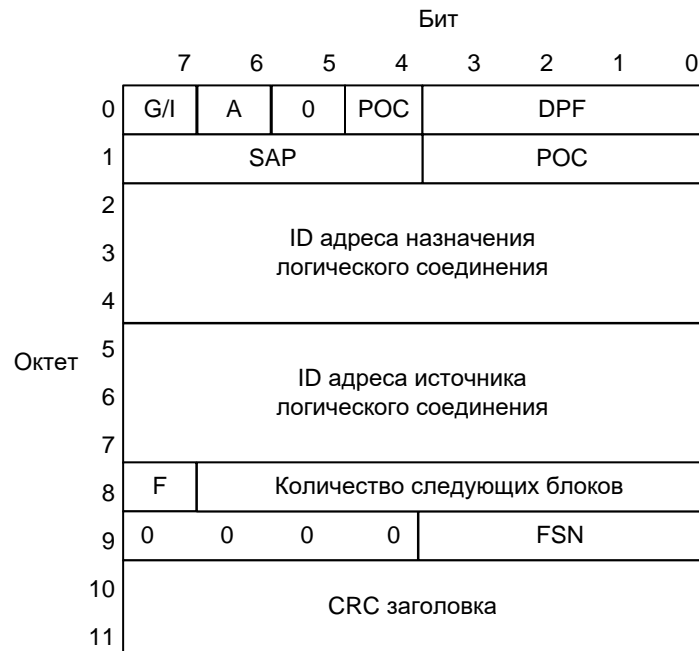 Бит
7 6 5 4 3 2 1 0
0 G/I A 0 POC DPF
1 SAP POC
2
ID адреса назначения
3
логического соединения
4
5
Октет
ID адреса источника
6
логического соединения
7
8 F Количество следующих блоков
9 0 0 0 0 FSN
10
CRC заголовка
11